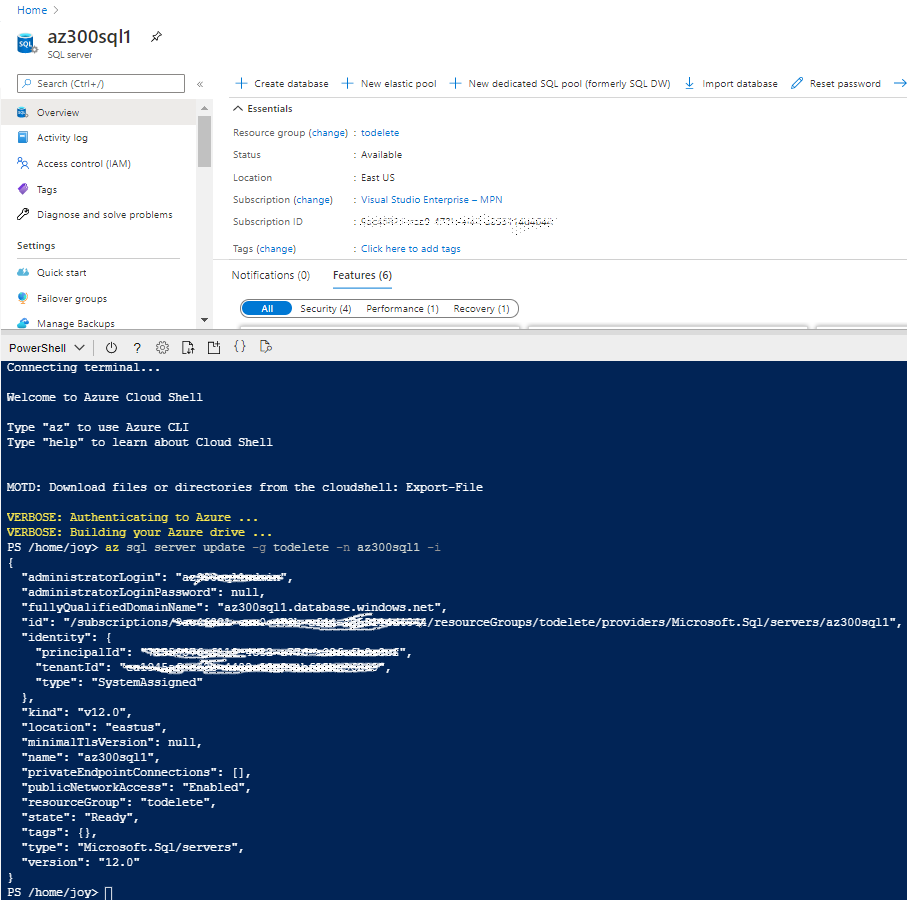 Home >
az300sql1
SQL
SQL server
Search (Ctrl+/)
«
Overview
Activity log
Access control (IAM)
Tags
Diagnose and solve problems
Settings
Quick start
Failover groups
Manage Backups
+ Create database + New elastic pool + New dedicated SQL pool (formerly SQL DW) Import database Reset password
Essentials
Resource group (change) : todelete
Status : Available
Location : East US
Subscription (change) : Visual Studio Enterprise – MPN
Subscription ID :
Tags (change) : Click here to add tags
Notifications (0) Features (6)
All Security (4) Performance (1) Recovery (1)
PowerShell ? {}
Connecting terminal...
Welcome to Azure Cloud Shell
Type "az" to use Azure CLI
Type "help" to learn about Cloud Shell
MOTD: Download files or directories from the cloudshell: Export-File
VERBOSE: Authenticating to Azure ...
VERBOSE: Building your Azure drive ...
PS /home/joy> az sql server update -g todelete -n az300sql1 -i
{
"administratorLogin": "",
"administratorLoginPassword": null,
"fullyQualifiedDomainName": "az300sql1.database.windows.net",
"id": "/subscriptions/ /resourceGroups/todelete/providers/Microsoft.Sql/servers/az300sql1",
"identity": {
"principalId": "",
"tenantId": "",
"type": "SystemAssigned"
},
"kind": "v12.0",
"location": "eastus",
"minimalTlsVersion": null,
"name": "az300sql1",
"privateEndpointConnections": [],
"publicNetworkAccess": "Enabled",
"resourceGroup": "todelete",
"state": "Ready",
"tags": {},
"type": "Microsoft.Sql/servers",
"version": "12.0"
}
PS /home/joy>